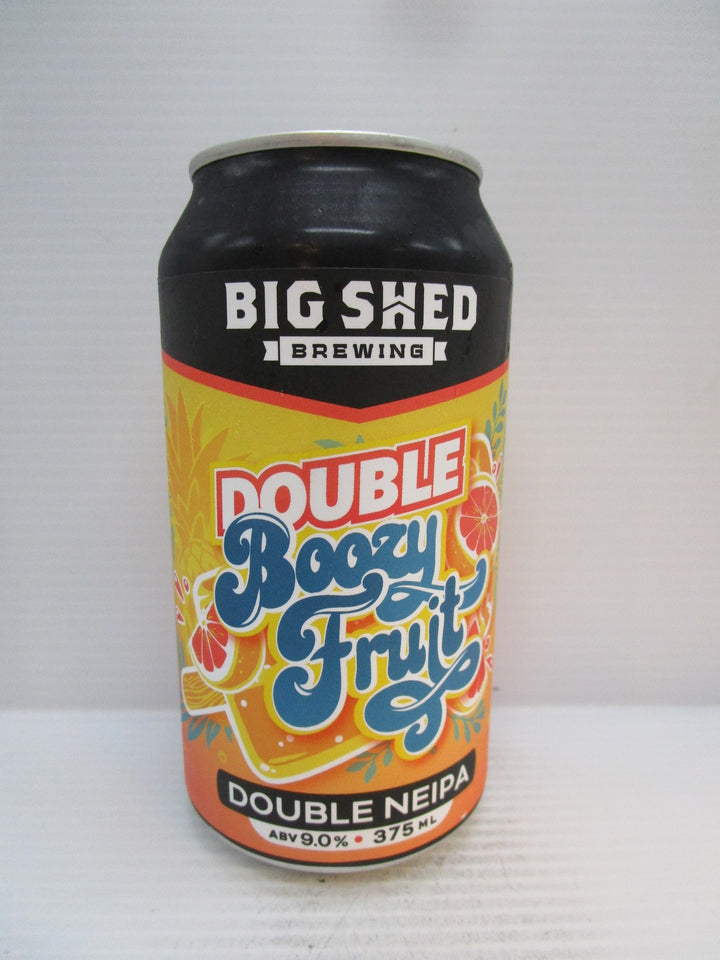 BIG SHED
BREWING
DOUBLE
Boozy
Fruit
DOUBLE NEIPA
ABV 9.0% • 375 ML